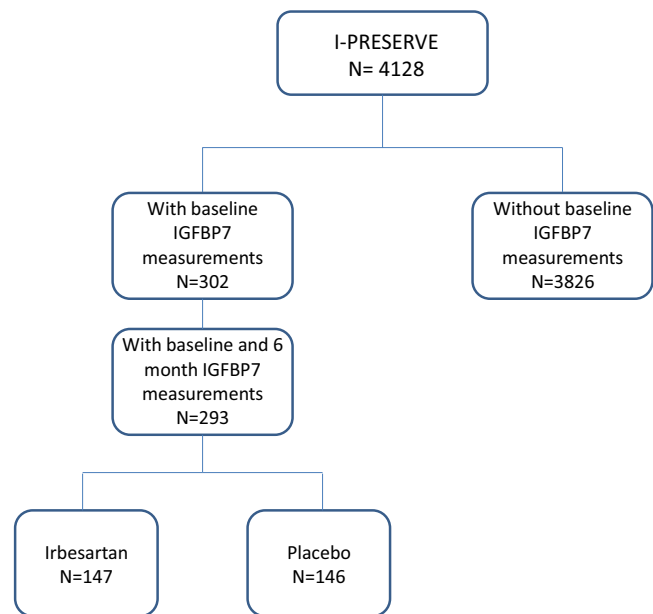 I-PRESERVE
N= 4128
With baseline
IGFBP7
measurements
N=302
Without baseline
IGFBP7
measurements
N=3826
With baseline and 6
month IGFBP7
measurements
N=293
Irbesartan
N=147
Placebo
N=146